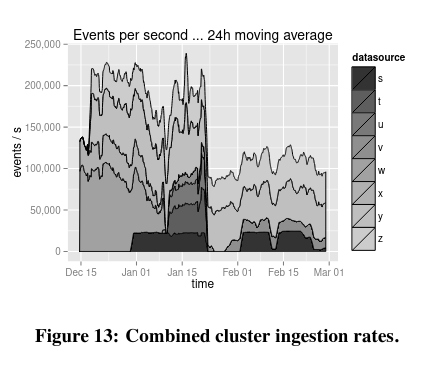 Events per second ... 24h moving average
250,000
200,000
150,000
100,000
50,000
0
events / s
Dec 15
Jan 01
Jan 15
Feb 01
Feb 15
Mar 01
time
datasource
s
t
u
v
w
x
y
z
Figure 13: Combined cluster ingestion rates.